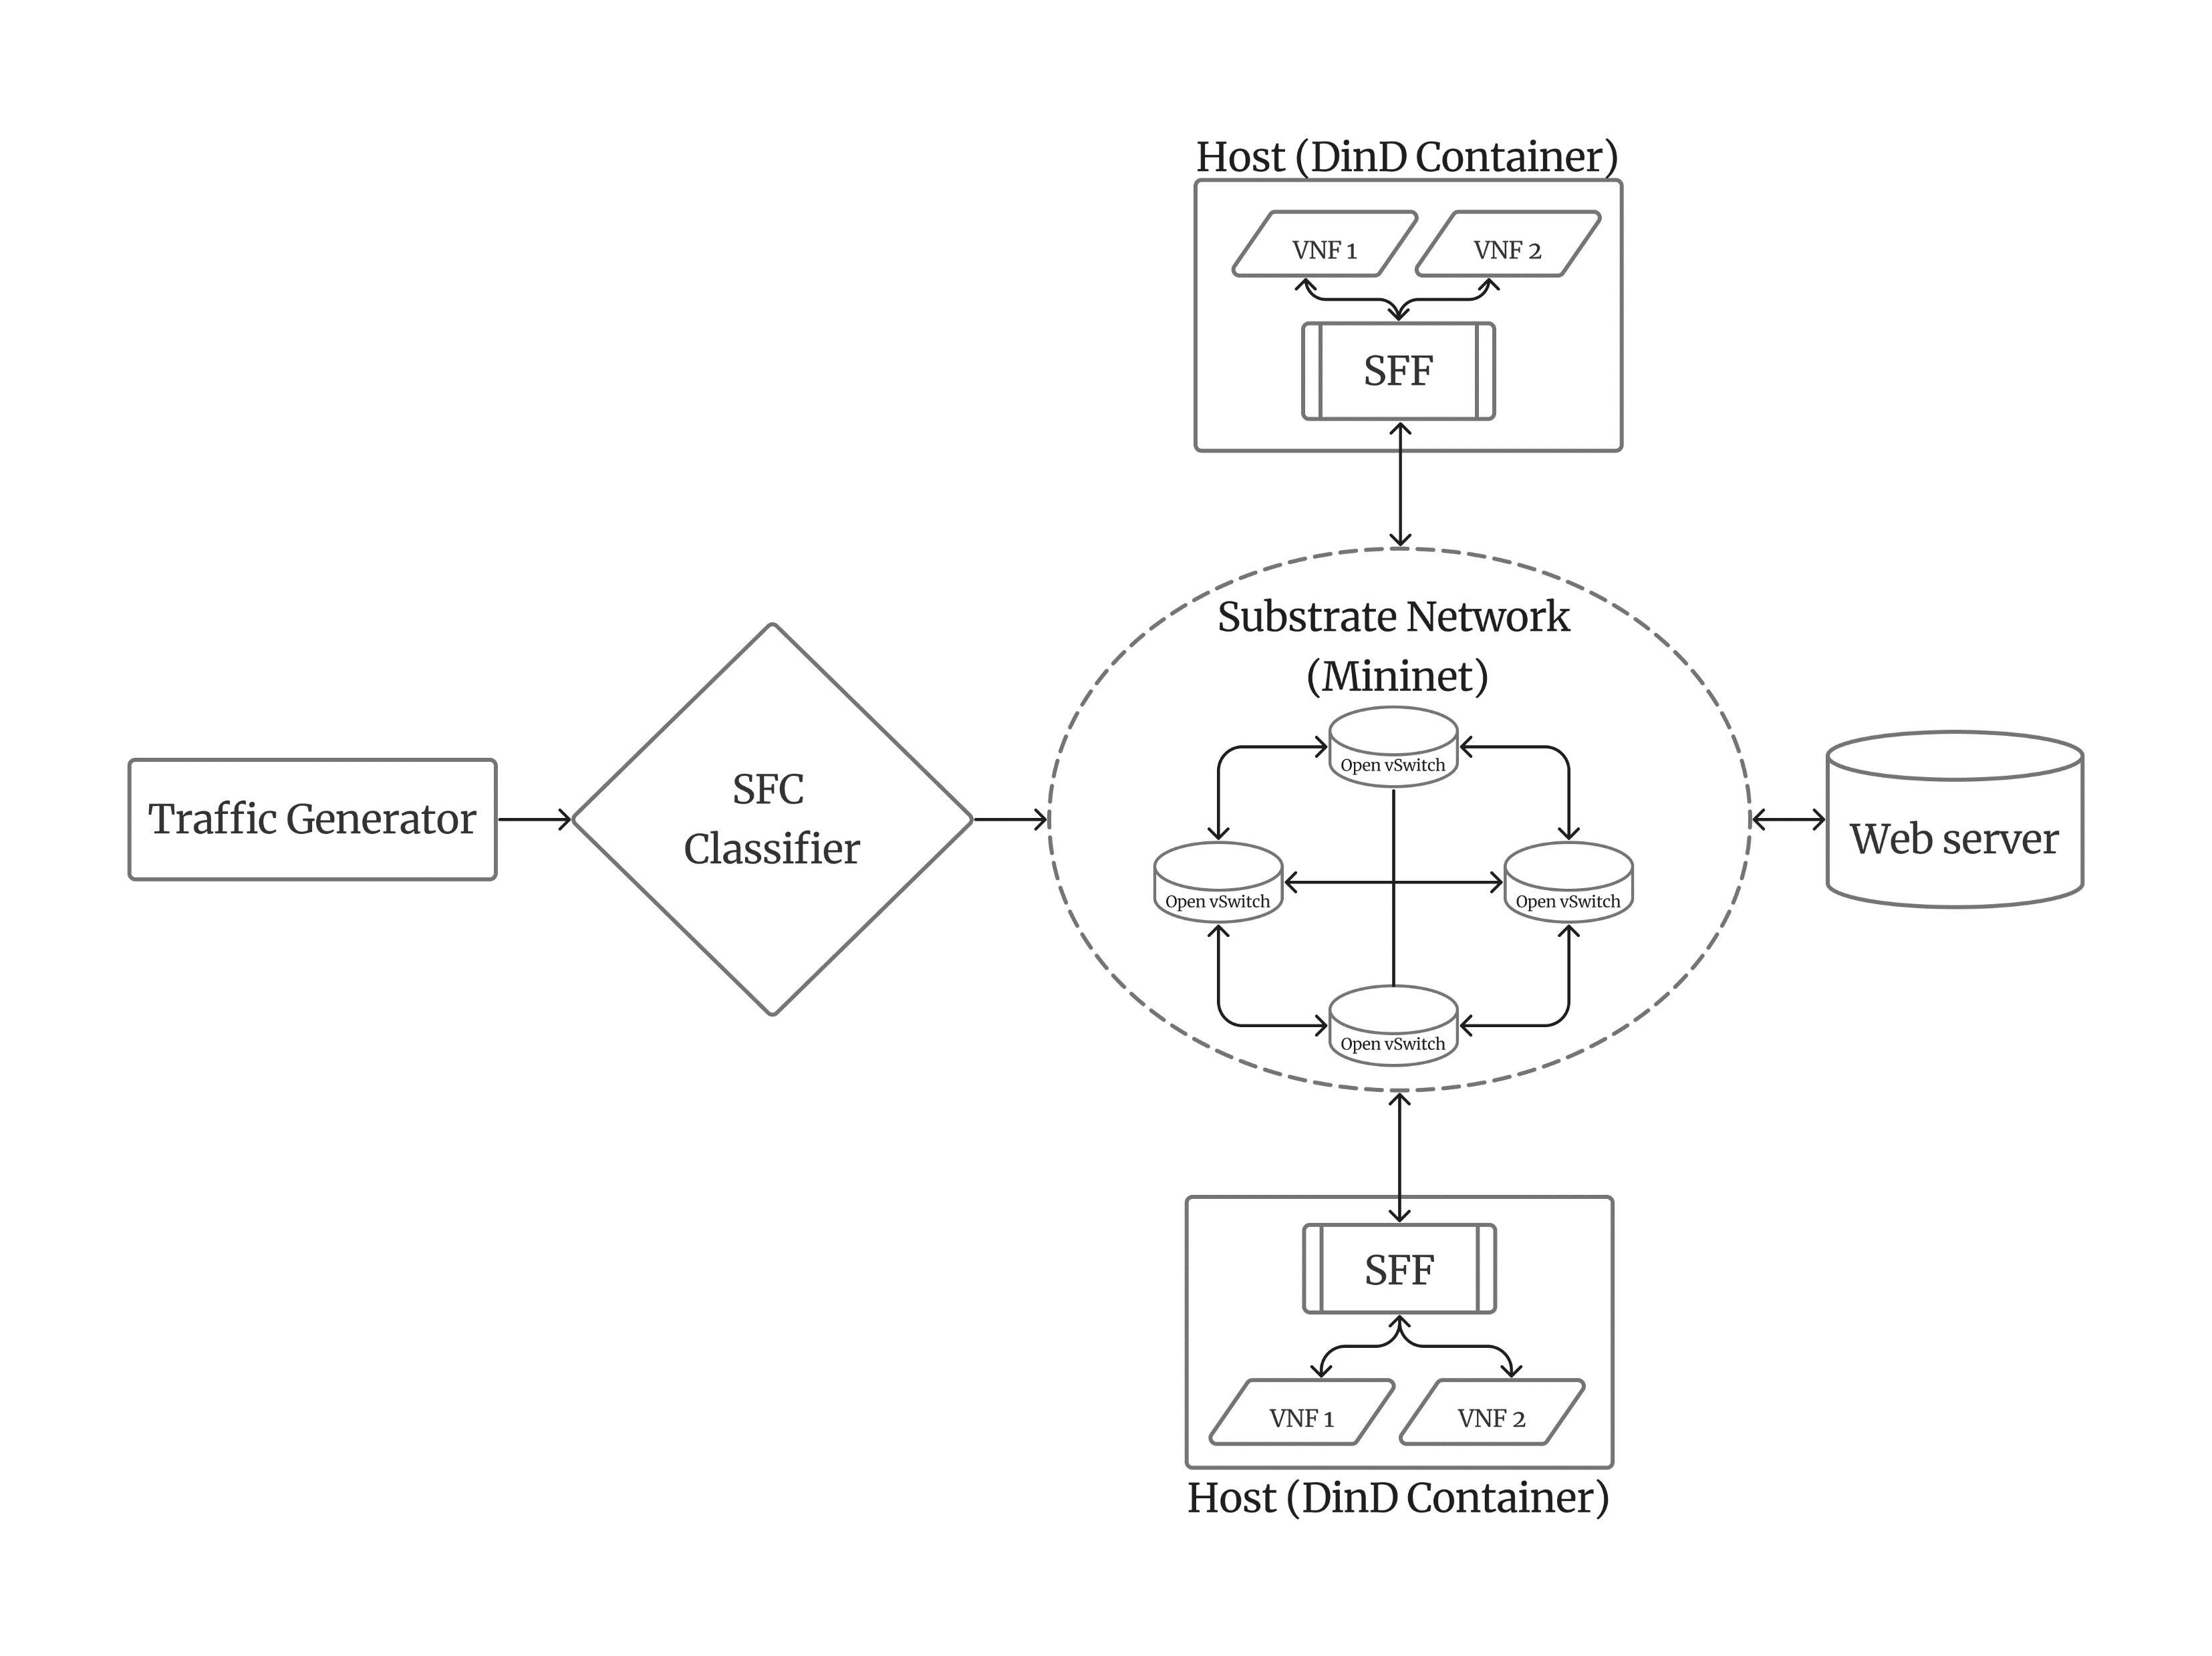 Host (DinD Container)
VNF 1
VNF 2
SFF
Substrate Network
(Mininet)
Open vSwitch
SFC
Classifier
Traffic Generator
Web server
Open vSwitch
Open vSwitch
Open vSwitch
SFF
VNF 1
VNF 2
Host (DinD Container)